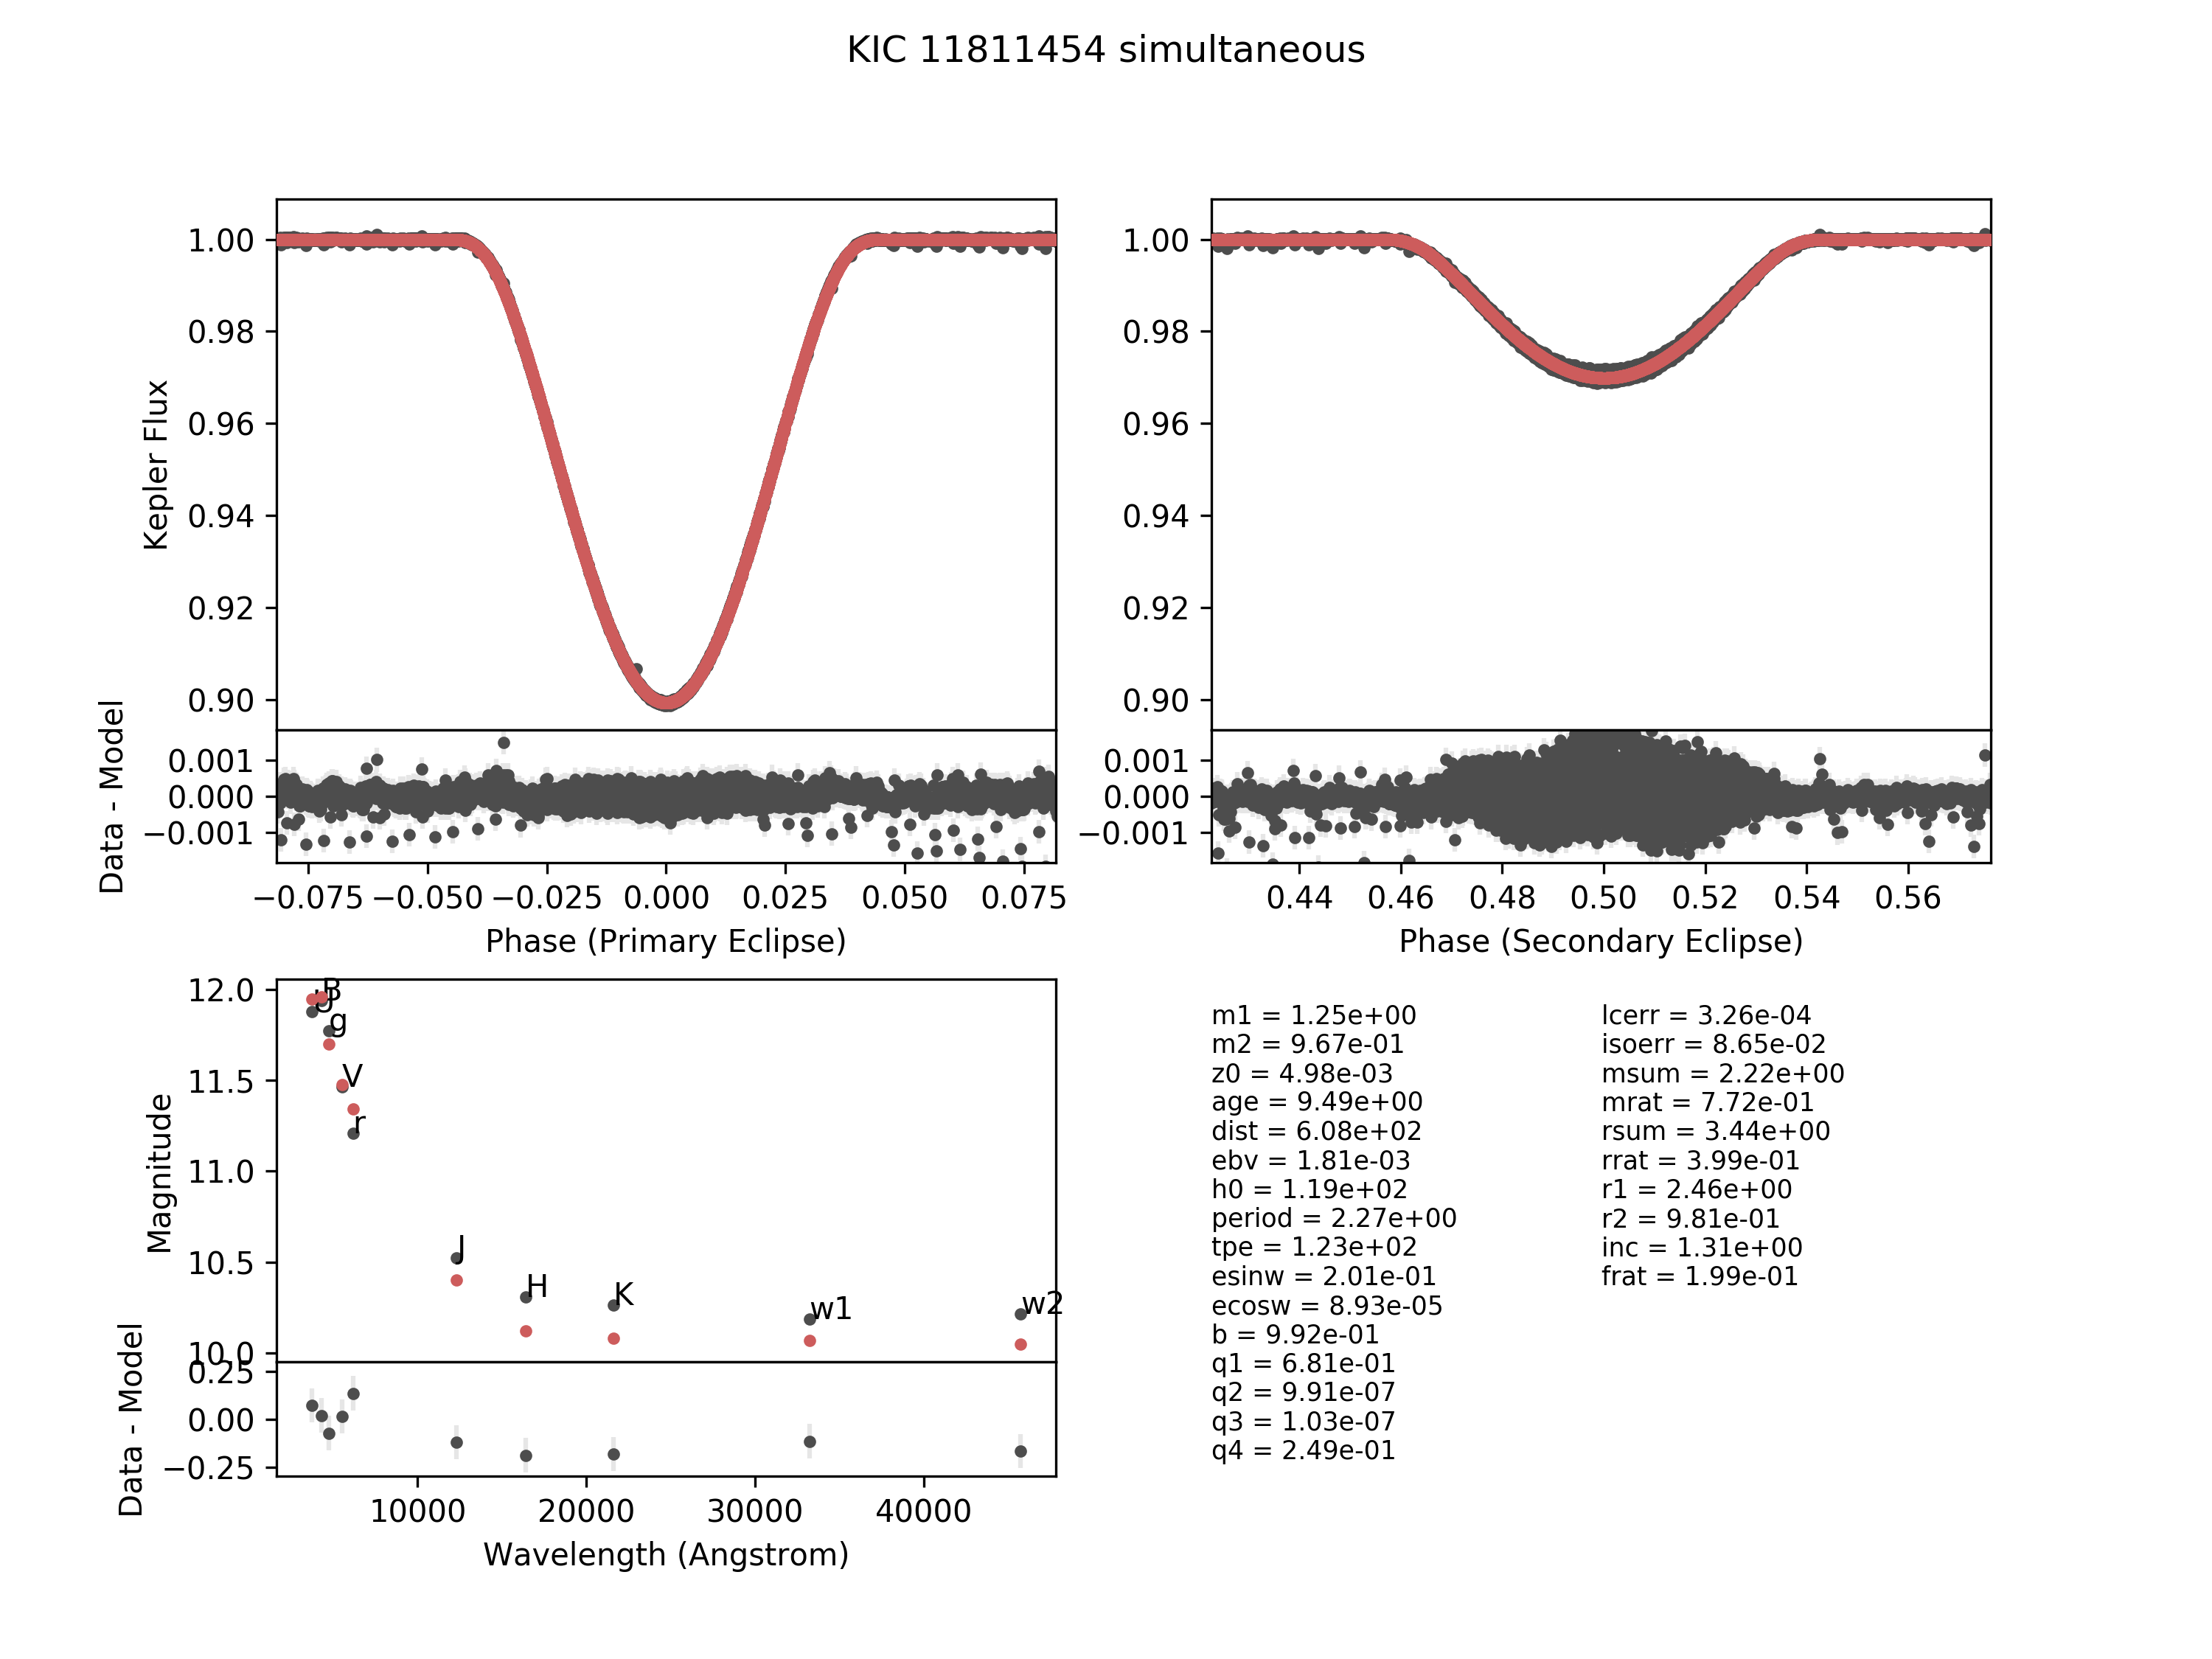 KIC 11811454 simultaneous
1.00
0.98
0.96
0.94
0.92
0.90
Kepler Flux
0.001
0.000
−0.001
Data - Model
−0.075 −0.050 −0.025 0.000 0.025 0.050 0.075
Phase (Primary Eclipse)
1.00
0.98
0.96
0.94
0.92
0.90
0.001
0.000
−0.001
0.44 0.46 0.48 0.50 0.52 0.54 0.56
Phase (Secondary Eclipse)
12.0
11.5
11.0
10.5
10.0
Magnitude
B
g
V
r
J
H
K
w1
w2
0.25
0.00
−0.25
Data - Model
10000 20000 30000 40000
Wavelength (Angstrom)
m1 = 1.25e+00
m2 = 9.67e-01
z0 = 4.98e-03
age = 9.49e+00
dist = 6.08e+02
ebv = 1.81e-03
h0 = 1.19e+02
period = 2.27e+00
tpe = 1.23e+02
esinw = 2.01e-01
ecosw = 8.93e-05
b = 9.92e-01
q1 = 6.81e-01
q2 = 9.91e-07
q3 = 1.03e-07
q4 = 2.49e-01
lcerr = 3.26e-04
isoerr = 8.65e-02
msum = 2.22e+00
mrat = 7.72e-01
rsum = 3.44e+00
rrat = 3.99e-01
r1 = 2.46e+00
r2 = 9.81e-01
inc = 1.31e+00
frat = 1.99e-01